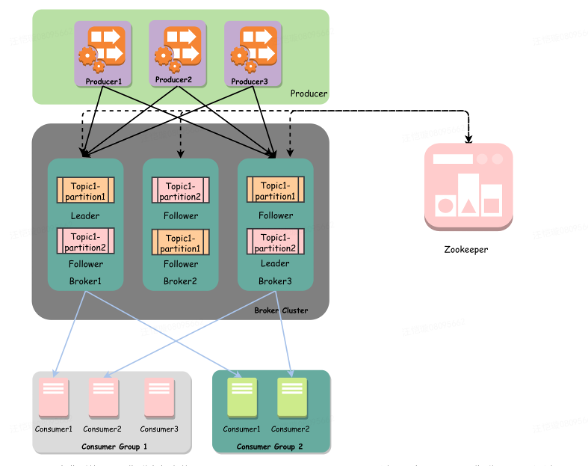 Producer1
Producer2
Producer3
Producer
Topic1-
partition1
Leader
Topic1-
partition2
Follower
Broker1
Topic1-
partition2
Follower
Topic1-
partition1
Follower
Broker2
Topic1-
partition1
Follower
Topic1-
partition2
Leader
Broker3
Broker Cluster
Zookeeper
Consumer1
Consumer2
Consumer3
Consumer Group 1
Consumer1
Consumer2
Consumer Group 2